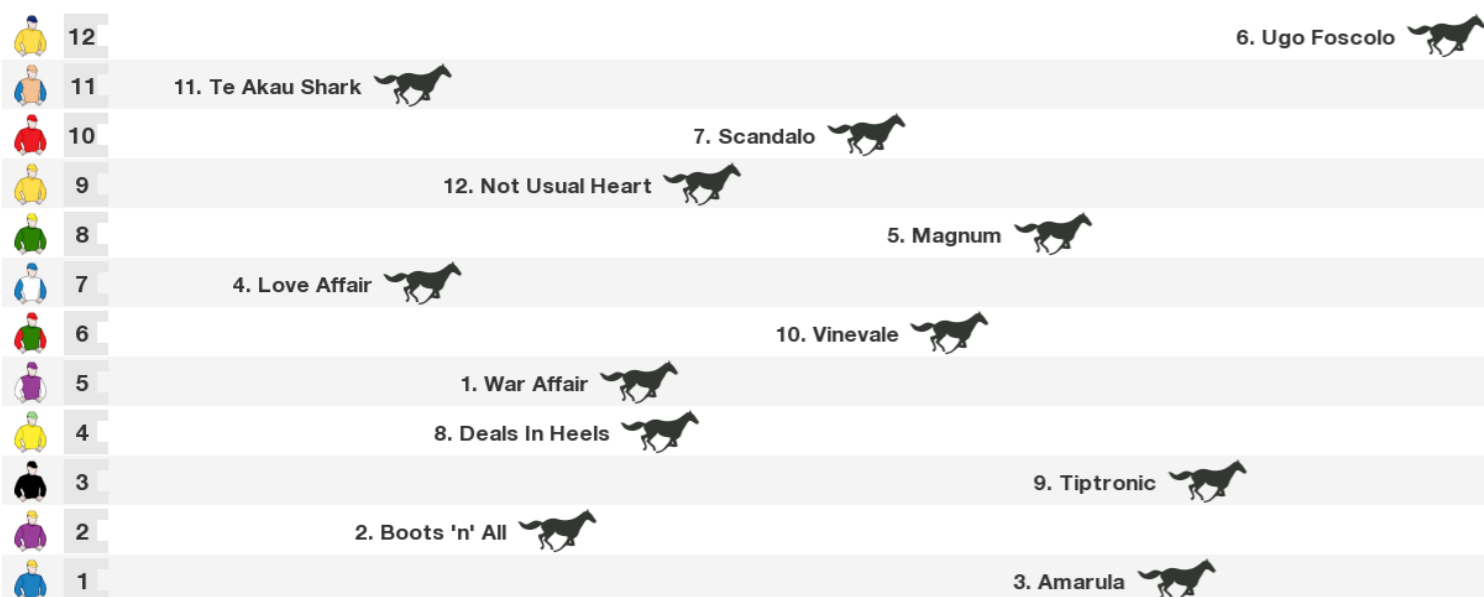 12 6. Ugo Foscolo
11 11. Te Akau Shark
10 7. Scandalo
9 12. Not Usual Heart
8 5. Magnum
7 4. Love Affair
6 10. Vinevale
5 1. War Affair
4 8. Deals In Heels
3 9. Tiptronic
2 2. Boots 'n' All
1 3. Amarula